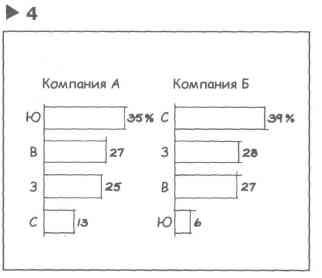 ▶ 4
Компания А Компания Б
Ю 35% С 39%
В 27 З 28
З 25 В 27
С 13 Ю 6